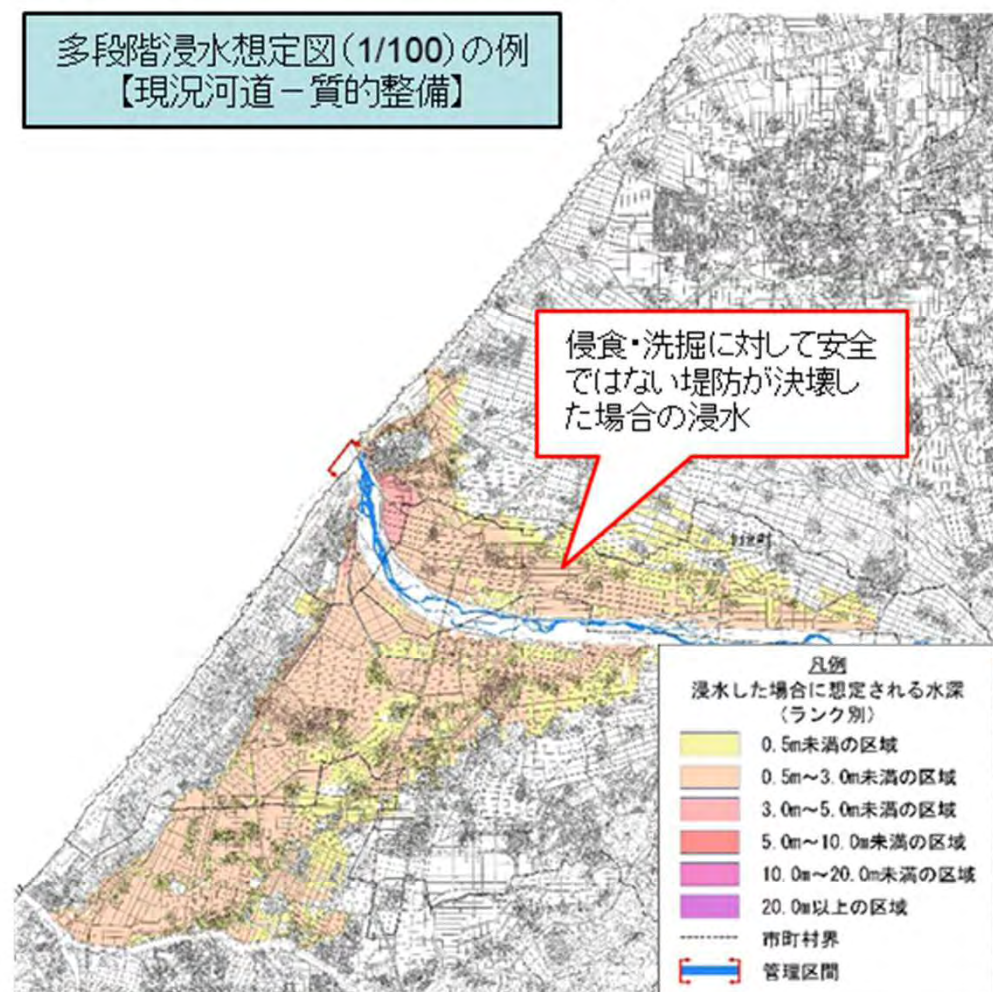 多段階浸水想定図(1/100)の例
【現況河道－質的整備】
侵食・洗掘に対して安全
ではない堤防が決壊し
た場合の浸水
凡例
浸水した場合に想定される水深
(ランク別)
0.5m未満の区域
0.5m～3.0m未満の区域
3.0m～5.0m未満の区域
5.0m～10.0m未満の区域
10.0m～20.0m未満の区域
20.0m以上の区域
市町村界
管理区間